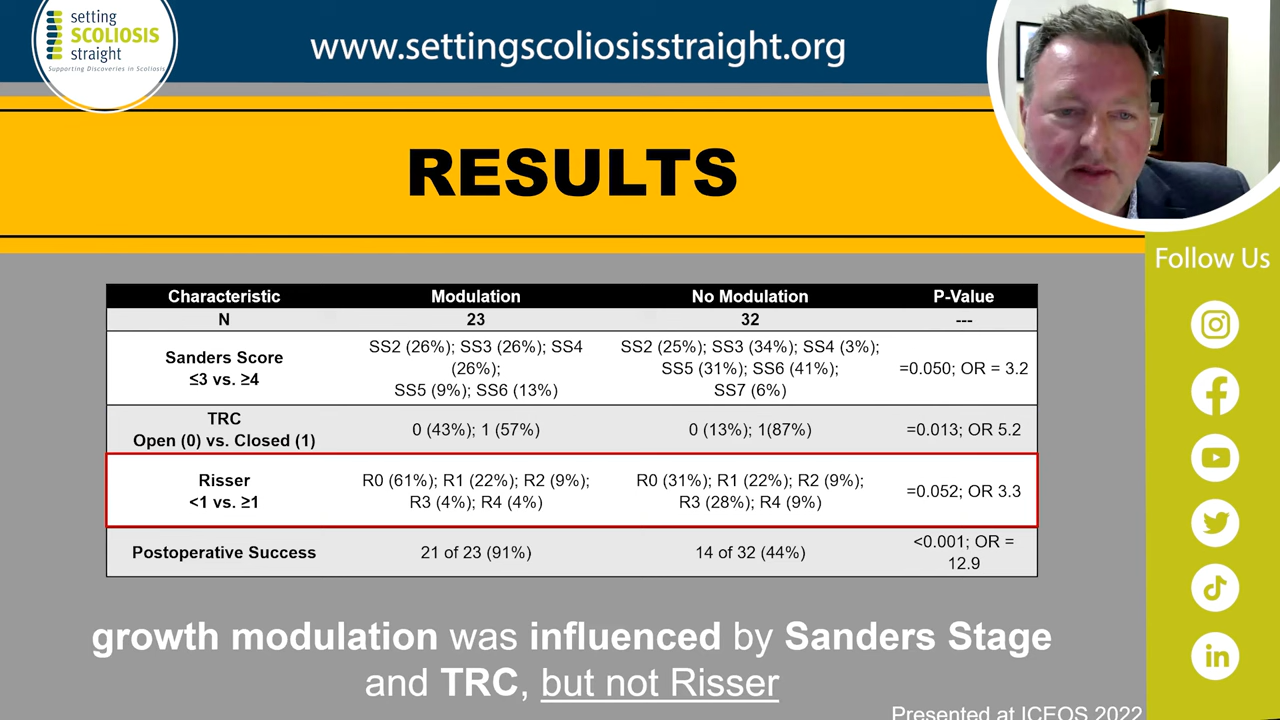 setting
SCOLIOSIS
straight
Supporting Discoveries in Scoliosis
www.settingscoliosisstraight.org
RESULTS
Follow Us
Characteristic Modulation No Modulation P-Value
N 23 32 ---
Sanders Score
≤3 vs. ≥4
SS2 (26%); SS3 (26%); SS4
(26%);
SS5 (9%); SS6 (13%)
SS2 (25%); SS3 (34%); SS4 (3%);
SS5 (31%); SS6 (41%);
SS7 (6%)
=0.050; OR = 3.2
TRC
Open (0) vs. Closed (1)
0 (43%); 1 (57%)
0 (13%); 1(87%)
=0.013; OR 5.2
Risser
<1 vs. ≥1
R0 (61%); R1 (22%); R2 (9%);
R3 (4%); R4 (4%)
R0 (31%); R1 (22%); R2 (9%);
R3 (28%); R4 (9%)
=0.052; OR 3.3
Postoperative Success
21 of 23 (91%)
14 of 32 (44%)
<0.001; OR =
12.9
growth modulation was influenced by Sanders Stage
and TRC, but not Risser
Presented at ICEOS 2022